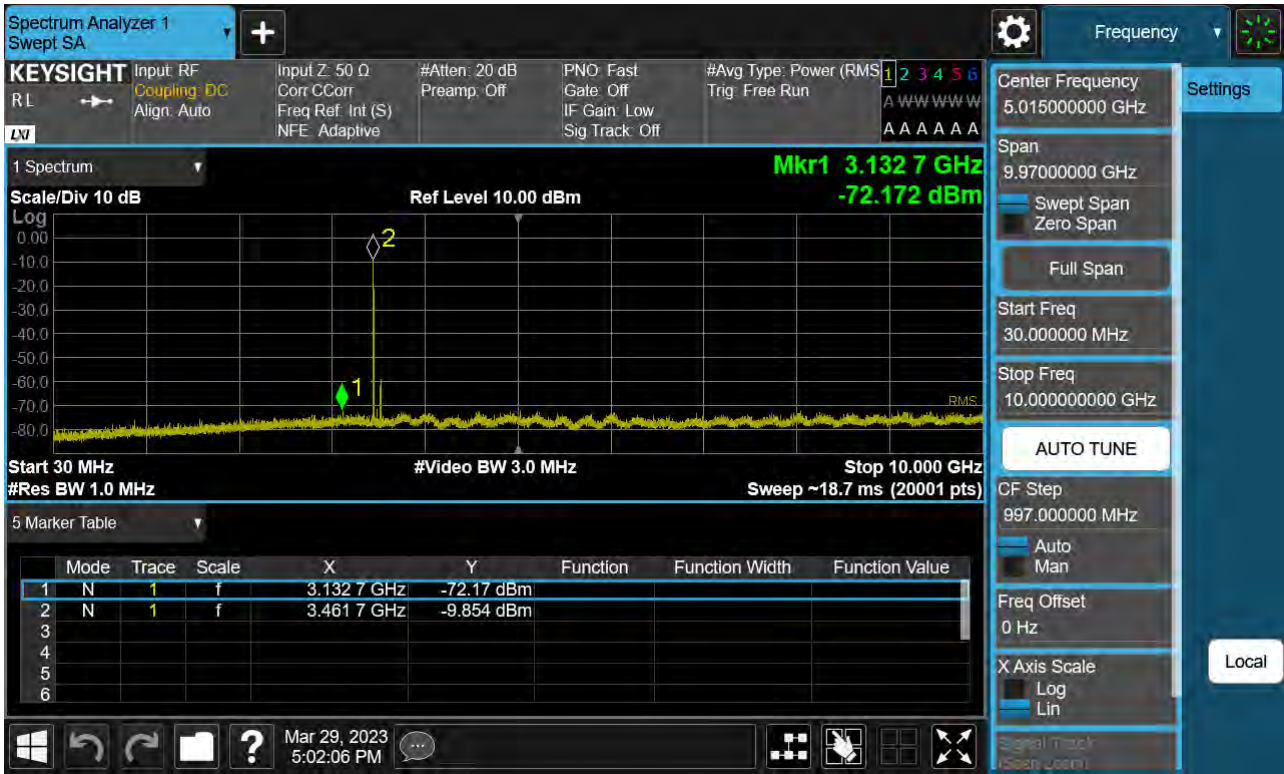 Spectrum Analyzer 1
Swept SA
+
Frequency
KEYSIGHT
RL
LXI
Input: RF
Coupling: DC
Align: Auto
Input Z: 50 Ω
Corr CCorr
Freq Ref: Int (S)
NFE: Adaptive
#Atten: 20 dB
Preamp: Off
PNO: Fast
Gate: Off
IF Gain: Low
Sig Track: Off
#Avg Type: Power (RMS
Trig: Free Run
1 2 3 4 5 6
A W W W W W
A A A A A A
1 Spectrum
Scale/Div 10 dB
Ref Level 10.00 dBm
Mkr1 3.132 7 GHz
-72.172 dBm
Log
0.00
-10.0
-20.0
-30.0
-40.0
-50.0
-60.0
-70.0
-80.0
2
1
RMS
Start 30 MHz
#Video BW 3.0 MHz
Stop 10.000 GHz
#Res BW 1.0 MHz
Sweep ~18.7 ms (20001 pts)
5 Marker Table
Mode Trace Scale X Y Function Function Width Function Value
1 N 1 f 3.132 7 GHz -72.17 dBm
2 N 1 f 3.461 7 GHz -9.854 dBm
3
4
5
6
Mar 29, 2023
5:02:06 PM
Center Frequency
5.015000000 GHz
Settings
Span
9.97000000 GHz
Swept Span
Zero Span
Full Span
Start Freq
30.000000 MHz
Stop Freq
10.000000000 GHz
AUTO TUNE
CF Step
997.000000 MHz
Auto
Man
Freq Offset
0 Hz
X Axis Scale
Log
Lin
Local
Signal Track
(Span Zoom)